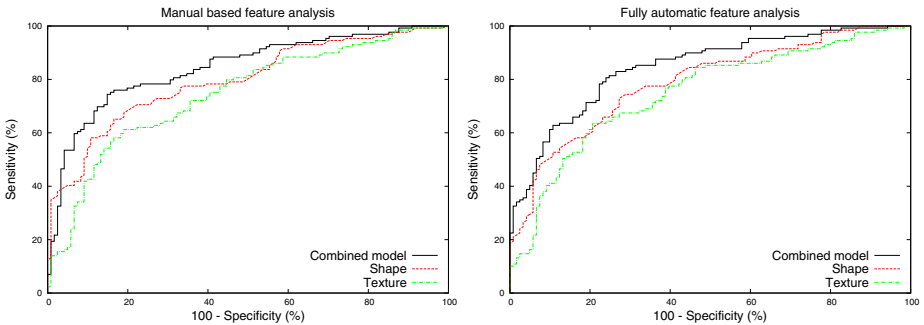 Manual based feature analysis
100
80
60
40
20
0
Sensitivity (%)
0 20 40 60 80 100
100 - Specificity (%)
Combined model
Shape
Texture
Fully automatic feature analysis
100
80
60
40
20
0
Sensitivity (%)
0 20 40 60 80 100
100 - Specificity (%)
Combined model
Shape
Texture